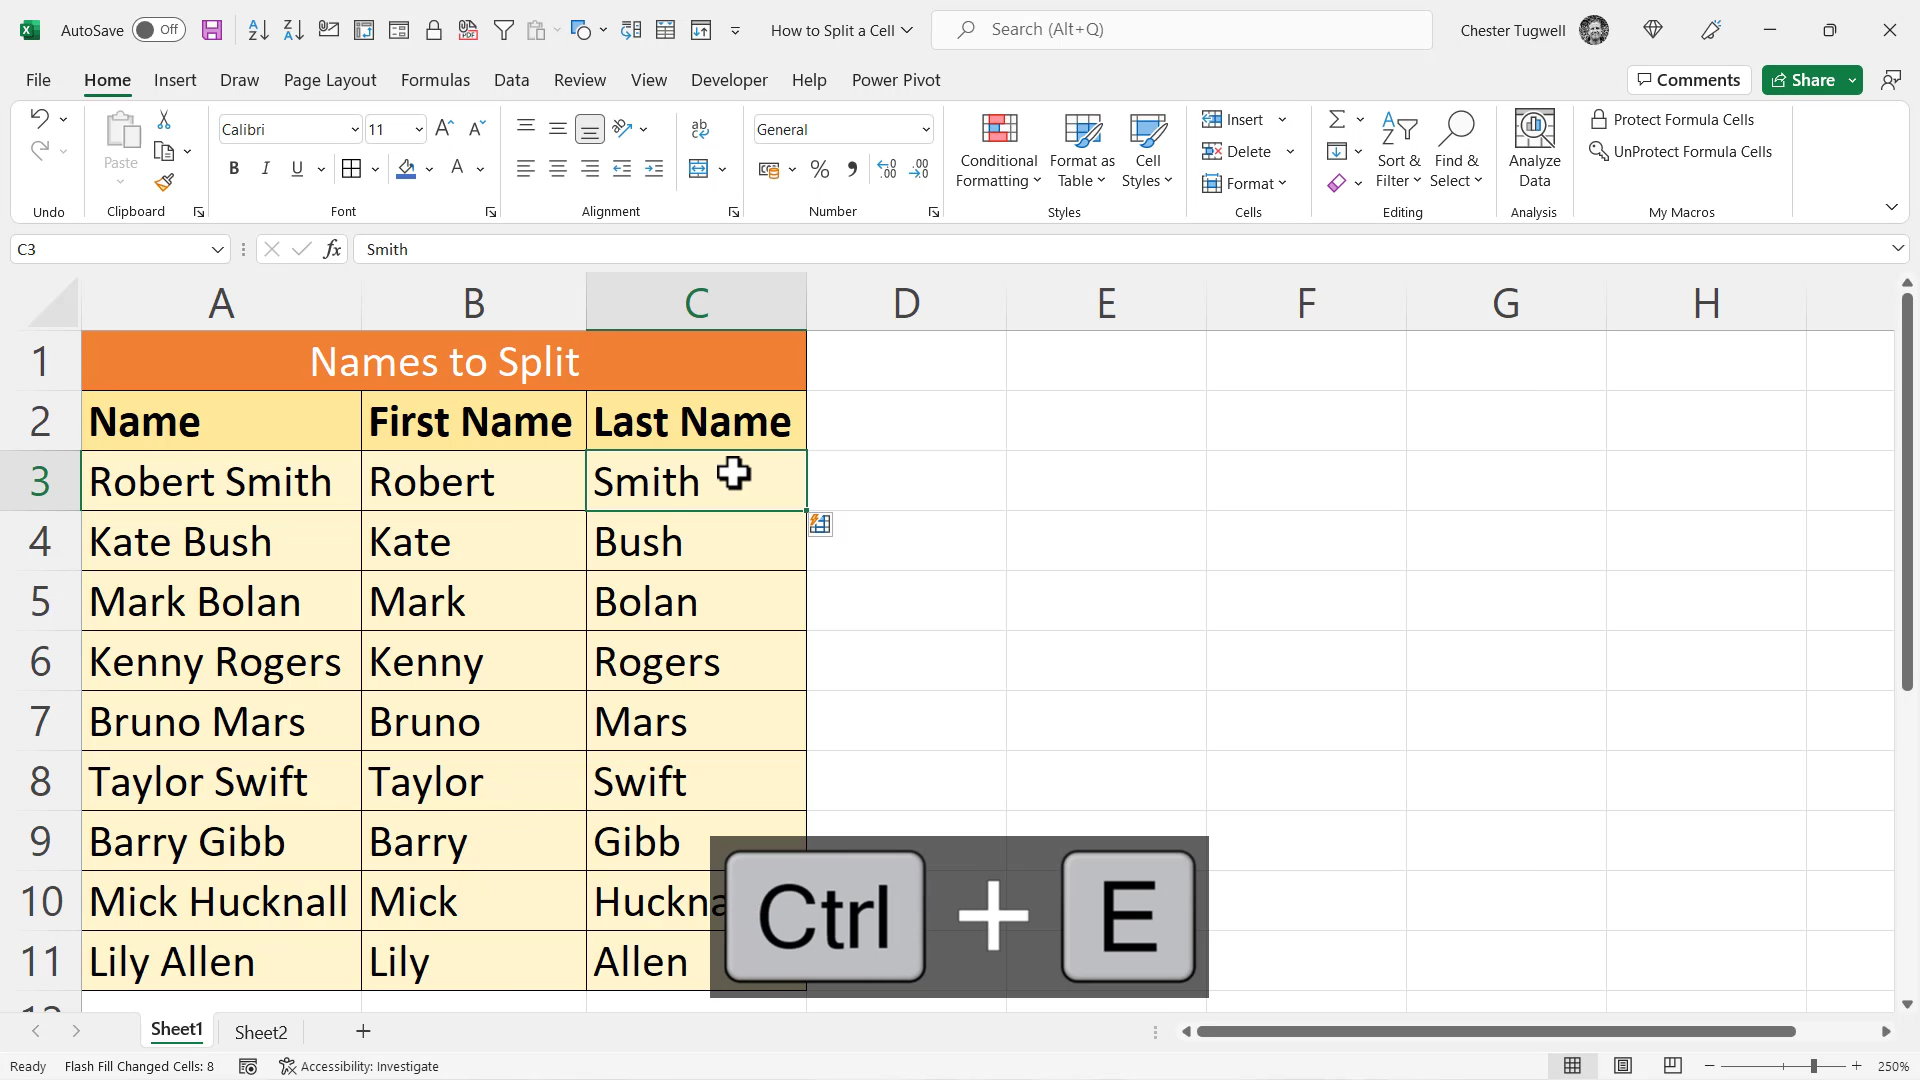 AutoSave Off How to Split a Cell Search (Alt+Q) Chester Tugwell
File Home Insert Draw Page Layout Formulas Data Review View Developer Help Power Pivot Comments Share
Calibri 11 General Insert Protect Formula Cells
Paste Conditional Formatting Format as Table Cell Styles Delete Sort & Filter Find & Select Analyze Data UnProtect Formula Cells
B I U A % Format
Undo Clipboard Font Alignment Number Styles Cells Editing Analysis My Macros
C3 fx Smith
A B C D E F G H
1 Names to Split
2 Name First Name Last Name
3 Robert Smith Robert Smith
4 Kate Bush Kate Bush
5 Mark Bolan Mark Bolan
6 Kenny Rogers Kenny Rogers
7 Bruno Mars Bruno Mars
8 Taylor Swift Taylor Swift
9 Barry Gibb Barry Gibb
10 Mick Hucknall Mick Huckna
11 Lily Allen Lily Allen
Ctrl + E
Sheet1 Sheet2
Ready Flash Fill Changed Cells: 8 Accessibility: Investigate 250%